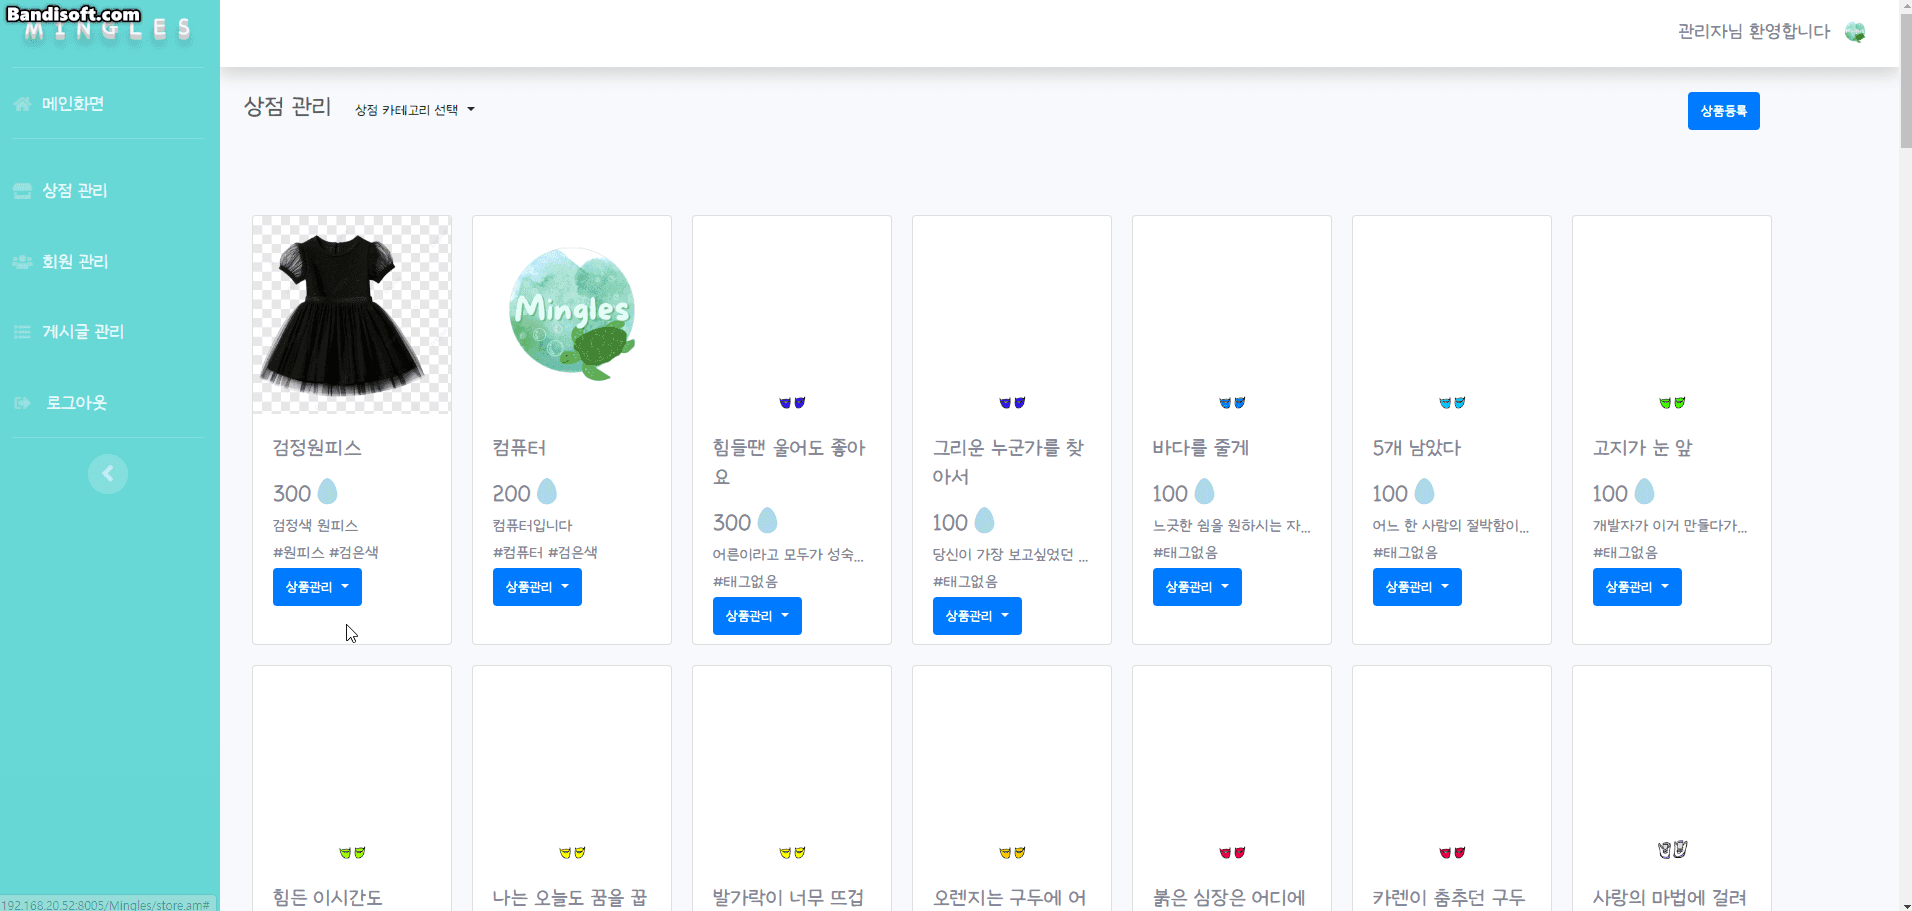 Bandisoft.com
MINGLES
관리자님 환영합니다
메인화면
상점 관리
회원 관리
게시글 관리
로그아웃
상점 관리
상점 카테고리 선택
상품등록
Mingles
검정원피스
300
검정색 원피스
#원피스 #검은색
상품관리
컴퓨터
200
컴퓨터입니다
#컴퓨터 #검은색
상품관리
힘들땐 울어도 좋아
요
300
어른이라고 모두가 성숙...
#태그없음
상품관리
그리운 누군가를 찾
아서
100
당신이 가장 보고싶었던 ...
#태그없음
상품관리
바다를 줄게
100
느긋한 쉼을 원하시는 자...
#태그없음
상품관리
5개 남았다
100
어느 한 사람의 절박함이...
#태그없음
상품관리
고지가 눈 앞
100
개발자가 이거 만들다가...
#태그없음
상품관리
힘든 이시간도
나는 오늘도 꿈을 꿉
발가락이 너무 뜨겁
오렌지는 구두에 어
붉은 심장은 어디에
카렌이 춤추던 구두
사랑의 마법에 걸려
192.168.20.52:8005/Mingles/store.am#